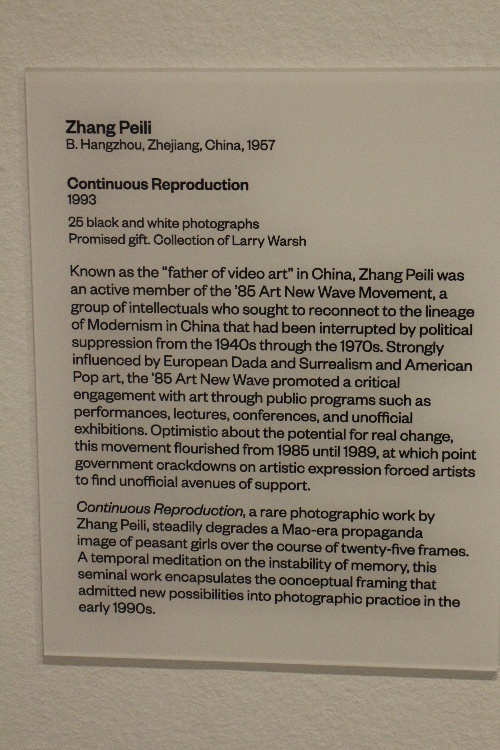 Zhang Peili
B. Hangzhou, Zhejiang, China, 1957
Continuous Reproduction
1993
25 black and white photographs
Promised gift. Collection of Larry Warsh
Known as the “father of video art” in China, Zhang Peili was
an active member of the ’85 Art New Wave Movement, a
group of intellectuals who sought to reconnect to the lineage
of Modernism in China that had been interrupted by political
suppression from the 1940s through the 1970s. Strongly
influenced by European Dada and Surrealism and American
Pop art, the ’85 Art New Wave promoted a critical
engagement with art through public programs such as
performances, lectures, conferences, and unofficial
exhibitions. Optimistic about the potential for real change,
this movement flourished from 1985 until 1989, at which point
government crackdowns on artistic expression forced artists
to find unofficial avenues of support.
Continuous Reproduction, a rare photographic work by
Zhang Peili, steadily degrades a Mao-era propaganda
image of peasant girls over the course of twenty-five frames.
A temporal meditation on the instability of memory, this
seminal work encapsulates the conceptual framing that
admitted new possibilities into photographic practice in the
early 1990s.